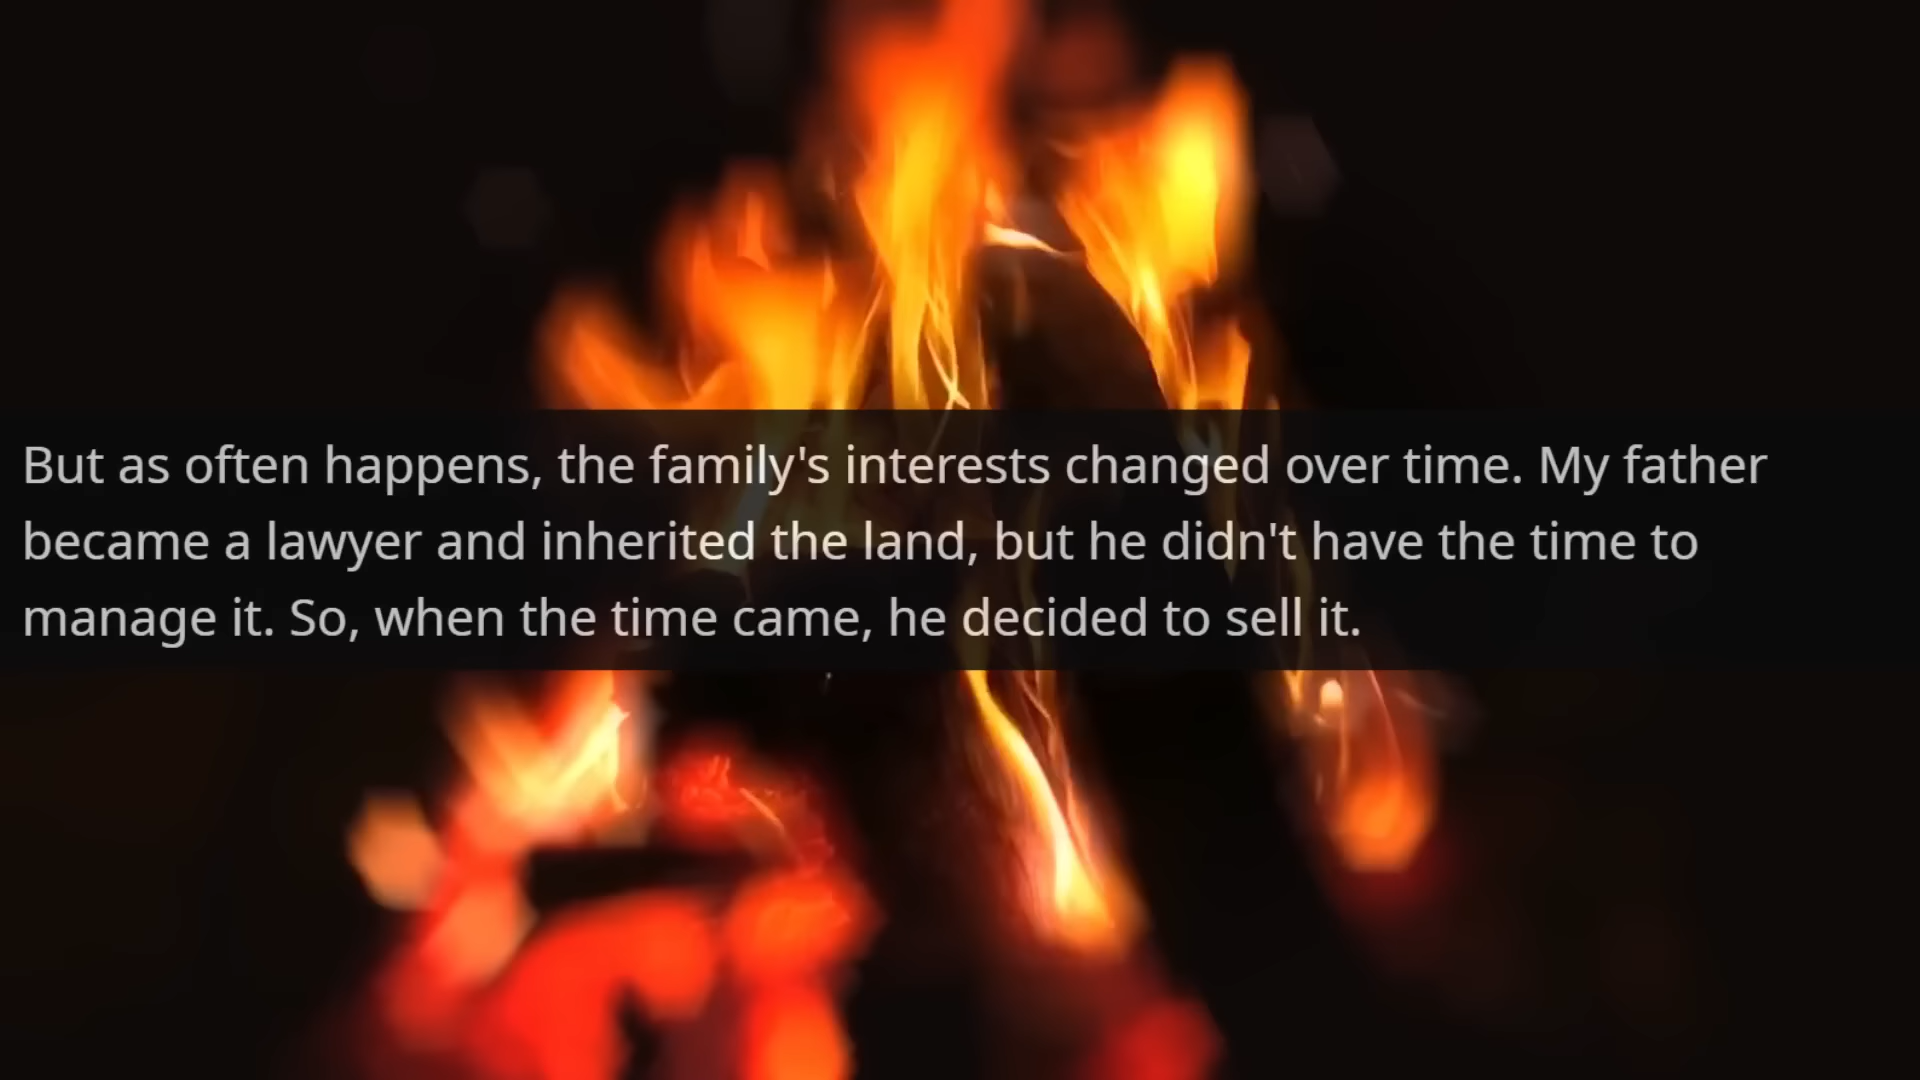 But as often happens, the family's interests changed over time. My father
became a lawyer and inherited the land, but he didn't have the time to
manage it. So, when the time came, he decided to sell it.